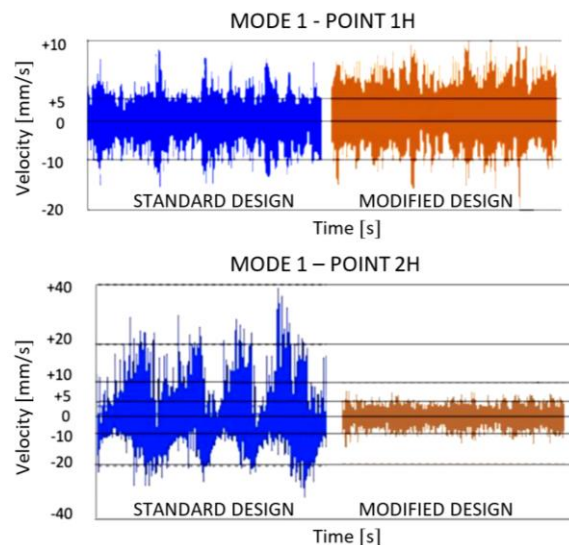 MODE 1 - POINT 1H
+10
+5
0
-10
-20
Velocity [mm/s]
STANDARD DESIGN
MODIFIED DESIGN
Time [s]
MODE 1 – POINT 2H
+40
+20
+10
+5
0
-10
-20
-40
Velocity [mm/s]
STANDARD DESIGN
MODIFIED DESIGN
Time [s]